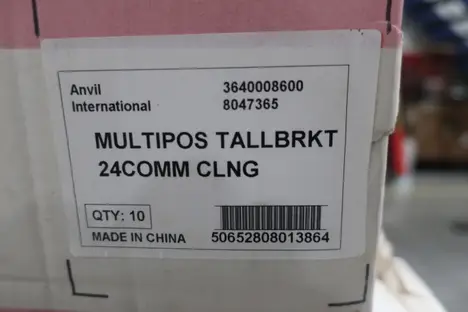 Anvil 3640008600
International 8047365
MULTIPOS TALLBRKT
24COMM CLNG
QTY: 10
MADE IN CHINA 50652808013864